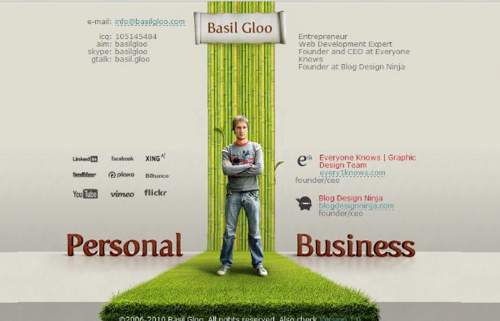 Basil Gloo
e-mail: info@basilgloo.com
icq: 105145484
aim: basilgloo
skype: basilgloo
gtalk: basil.gloo
Entrepreneur
Web Development Expert
Founder and CEO at Everyone
Knows
Founder at Blog Design Ninja
LinkedIn facebook XING
twitter plaxo 8alliance
YouTube vimeo flickr
Everyone Knows | Graphic
Design Team
every1knows.com
founder/ceo
Blog Design Ninja
blogdesignninja.com
founder/ceo
Personal
Business
©2006-2010 Basil Gloo. All rights reserved. Also check